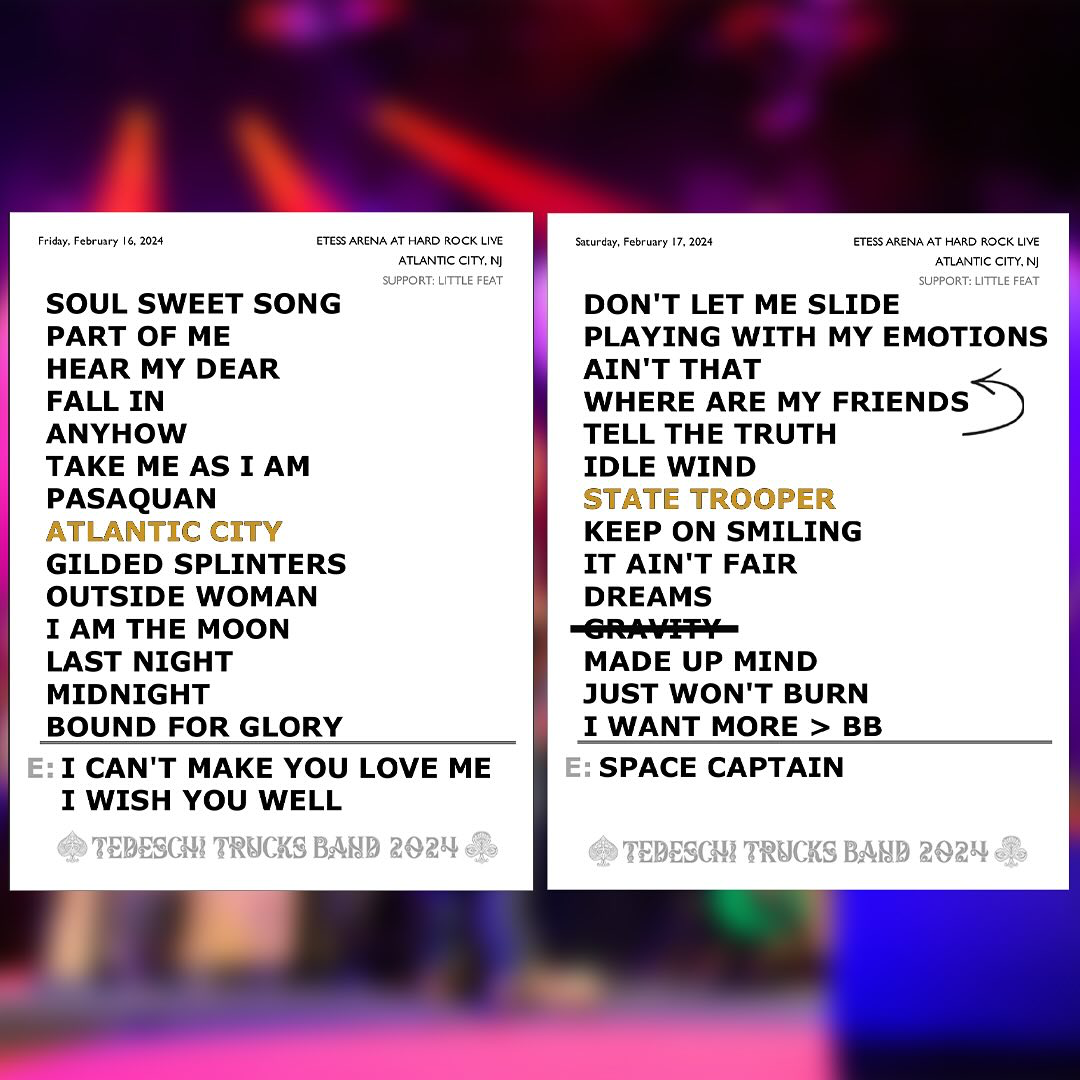 Friday, February 16, 2024
ETESS ARENA AT HARD ROCK LIVE
ATLANTIC CITY, NJ
SUPPORT: LITTLE FEAT
SOUL SWEET SONG
PART OF ME
HEAR MY DEAR
FALL IN
ANYHOW
TAKE ME AS I AM
PASAQUAN
ATLANTIC CITY
GILDED SPLINTERS
OUTSIDE WOMAN
I AM THE MOON
LAST NIGHT
MIDNIGHT
BOUND FOR GLORY
E: I CAN'T MAKE YOU LOVE ME
I WISH YOU WELL
TEDESCHI TRUCKS BAND 2024
Saturday, February 17, 2024
ETESS ARENA AT HARD ROCK LIVE
ATLANTIC CITY, NJ
SUPPORT: LITTLE FEAT
DON'T LET ME SLIDE
PLAYING WITH MY EMOTIONS
AIN'T THAT
WHERE ARE MY FRIENDS
TELL THE TRUTH
IDLE WIND
STATE TROOPER
KEEP ON SMILING
IT AIN'T FAIR
DREAMS
GRAVITY
MADE UP MIND
JUST WON'T BURN
I WANT MORE > BB
E: SPACE CAPTAIN
TEDESCHI TRUCKS BAND 2024